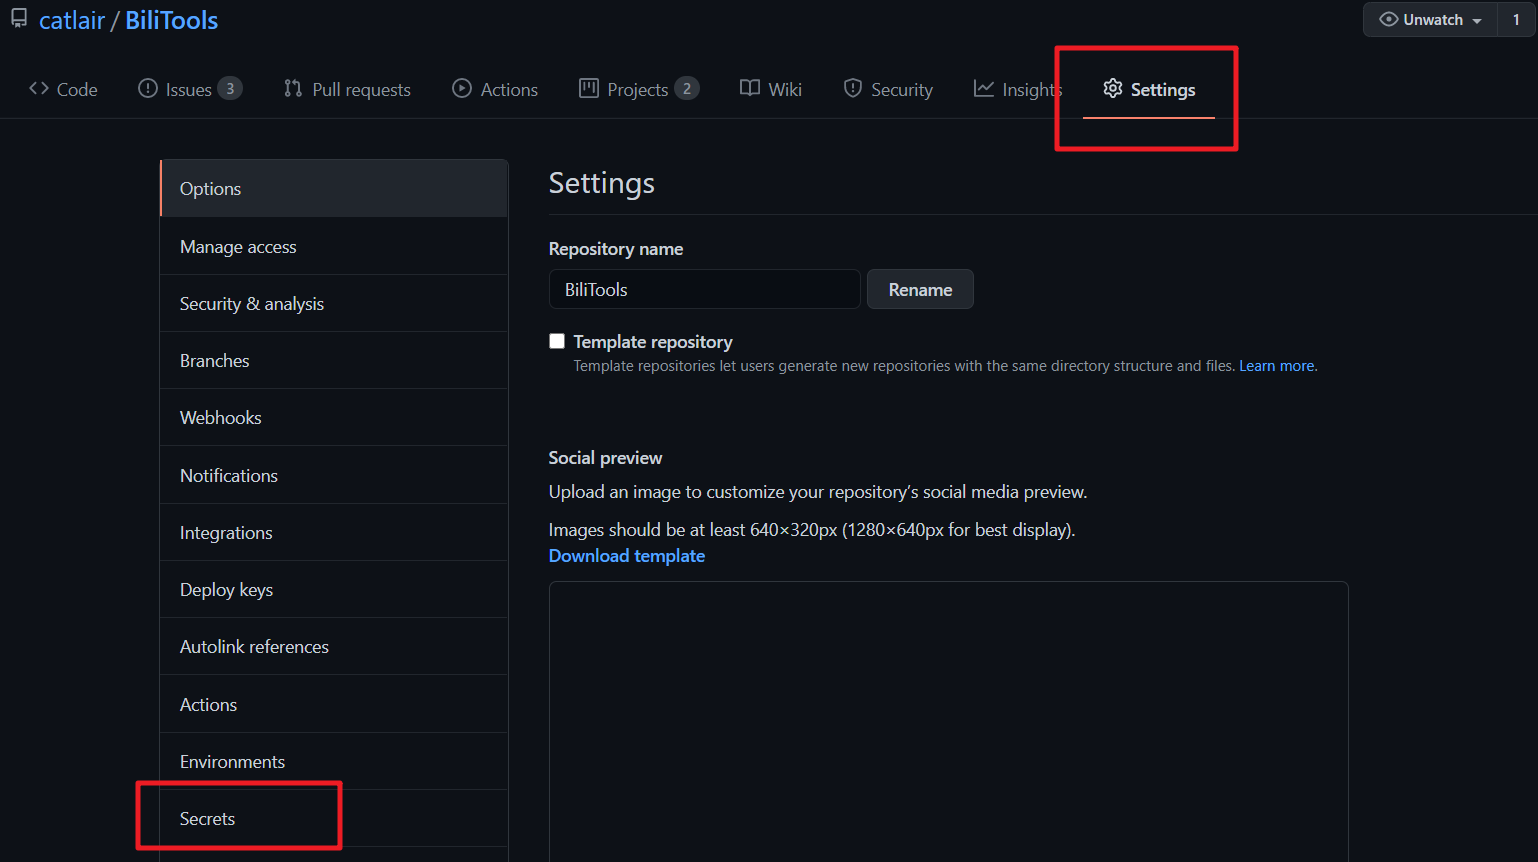 catlair / BiliTools
Unwatch 1
Code Issues 3 Pull requests Actions Projects 2 Wiki Security Insights Settings
Options
Manage access
Security & analysis
Branches
Webhooks
Notifications
Integrations
Deploy keys
Autolink references
Actions
Environments
Secrets
Settings
Repository name
BiliTools Rename
Template repository
Template repositories let users generate new repositories with the same directory structure and files. Learn more.
Social preview
Upload an image to customize your repository’s social media preview.
Images should be at least 640×320px (1280×640px for best display).
Download template